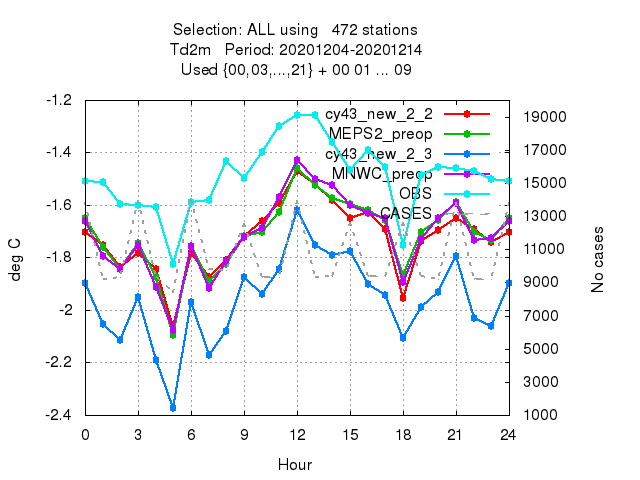 Selection: ALL using 472 stations
Td2m Period: 20201204-20201214
Used {00,03,...,21} + 00 01 ... 09
cy43_new_2_2
MEPS2_preop
cy43_new_2_3
MNWC_preop
OBS
CASES
-1.2
-1.4
-1.6
-1.8
-2
-2.2
-2.4
deg C
19000
17000
15000
13000
11000
9000
7000
5000
3000
1000
No cases
0 3 6 9 12 15 18 21 24
Hour